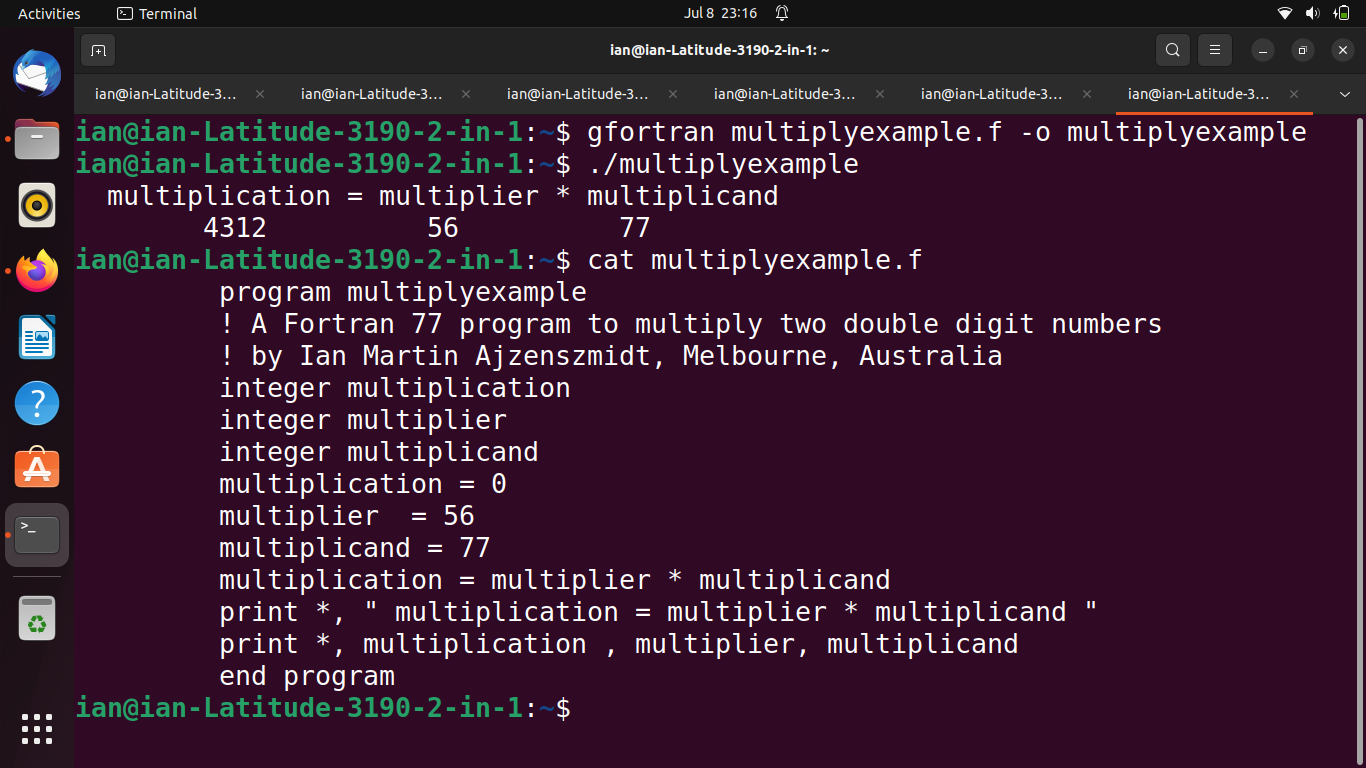 Activities Terminal Jul 8 23:16
ian@ian-Latitude-3190-2-in-1: ~
ian@ian-Latitude-3... ian@ian-Latitude-3... ian@ian-Latitude-3... ian@ian-Latitude-3... ian@ian-Latitude-3... ian@ian-Latitude-3...
ian@ian-Latitude-3190-2-in-1:~$ gfortran multiplyexample.f -o multiplyexample
ian@ian-Latitude-3190-2-in-1:~$ ./multiplyexample
  multiplication = multiplier * multiplicand
        4312          56          77
ian@ian-Latitude-3190-2-in-1:~$ cat multiplyexample.f
         program multiplyexample
         ! A Fortran 77 program to multiply two double digit numbers
         ! by Ian Martin Ajzenszmidt, Melbourne, Australia
         integer multiplication
         integer multiplier
         integer multiplicand
         multiplication = 0
         multiplier  = 56
         multiplicand = 77
         multiplication = multiplier * multiplicand
         print *, " multiplication = multiplier * multiplicand "
         print *, multiplication , multiplier, multiplicand
         end program
ian@ian-Latitude-3190-2-in-1:~$